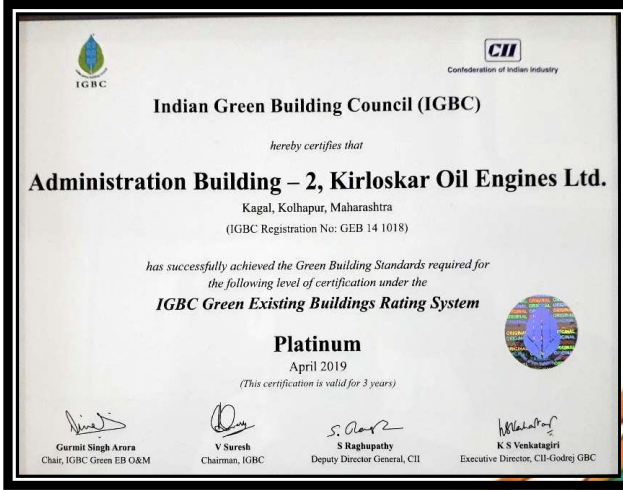 IGBC
CII
Confederation of Indian Industry
Indian Green Building Council (IGBC)
hereby certifies that
Administration Building – 2, Kirloskar Oil Engines Ltd.
Kagal, Kolhapur, Maharashtra
(IGBC Registration No: GEB 14 1018)
has successfully achieved the Green Building Standards required for
the following level of certification under the
IGBC Green Existing Buildings Rating System
Platinum
April 2019
(This certification is valid for 3 years)
Gurmit Singh Arora
Chair, IGBC Green EB O&M
V Suresh
Chairman, IGBC
S Raghupathy
Deputy Director General, CII
K S Venkatagiri
Executive Director, CII-Godrej GBC